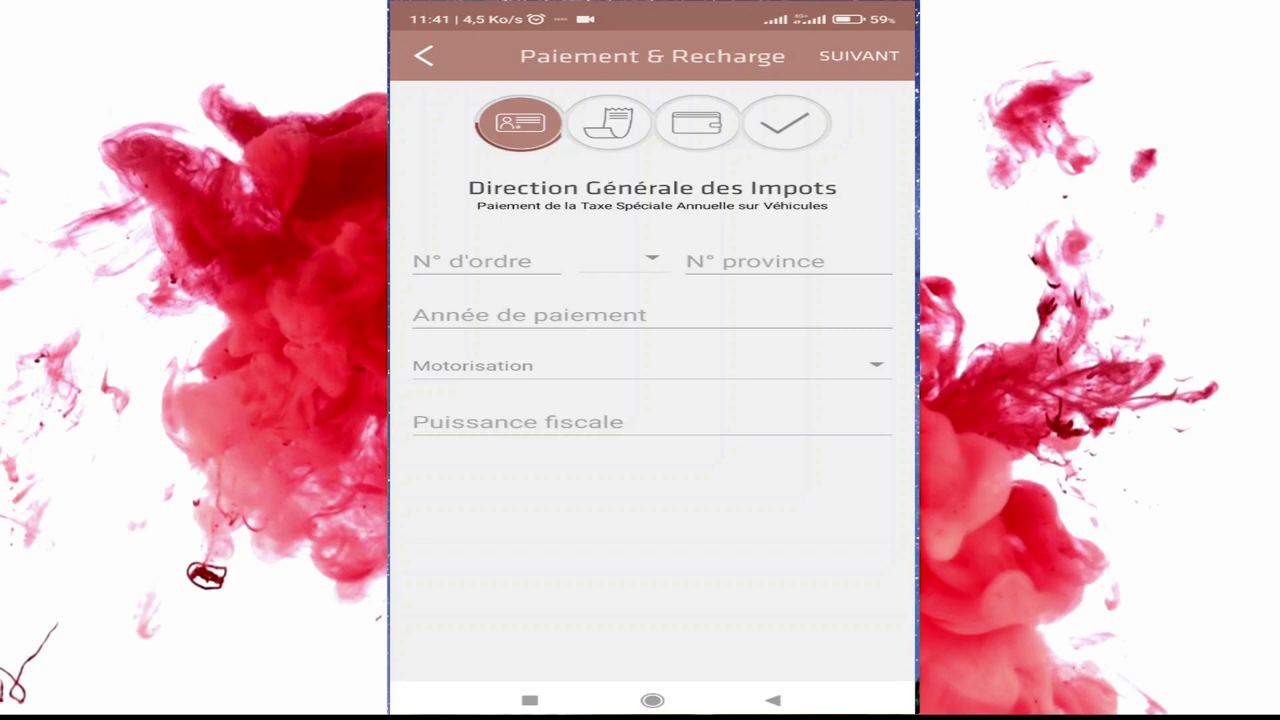 11:41 | 4,5 Ko/s 4G+ 59%
Paiement & Recharge SUIVANT
Direction Générale des Impots
Paiement de la Taxe Spéciale Annuelle sur Véhicules
N° d'ordre N° province
Année de paiement
Motorisation
Puissance fiscale